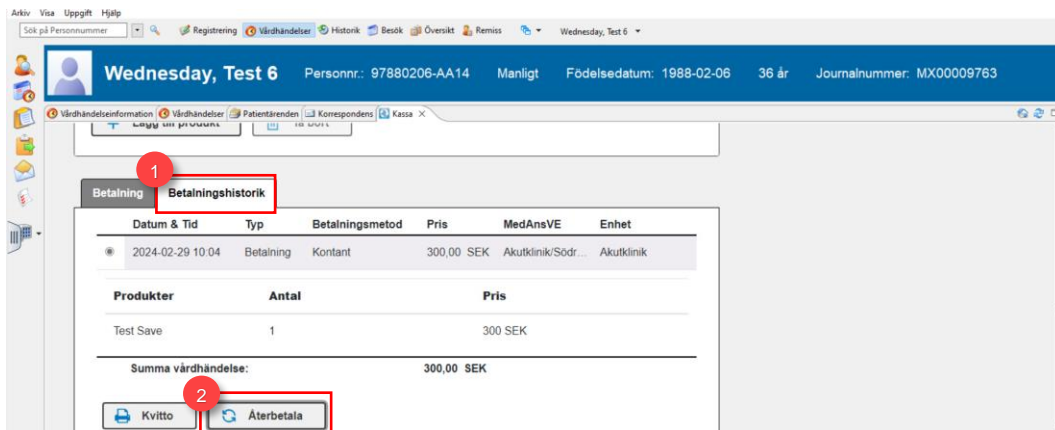 Arkiv Visa Uppgift Hjälp
Sök på Personnummer Registrering Vårdhändelser Historik Besök Översikt Remiss Wednesday, Test 6
Wednesday, Test 6 Personnr.: 97880206-AA14 Manligt Födelsedatum: 1988-02-06 36 år Journalnummer: MX00009763
Vårdhändelseinformation Vårdhändelser Patientärenden Korrespondens Kassa
Lägg till produkt Ta bort
1
Betalning Betalningshistorik
Datum & Tid Typ Betalningsmetod Pris MedAnsVE Enhet
2024-02-29 10:04 Betalning Kontant 300,00 SEK Akutklinik/Södr... Akutklinik
Produkter Antal Pris
Test Save 1 300 SEK
Summa vårdhändelse: 300,00 SEK
2
Kvitto Återbetala